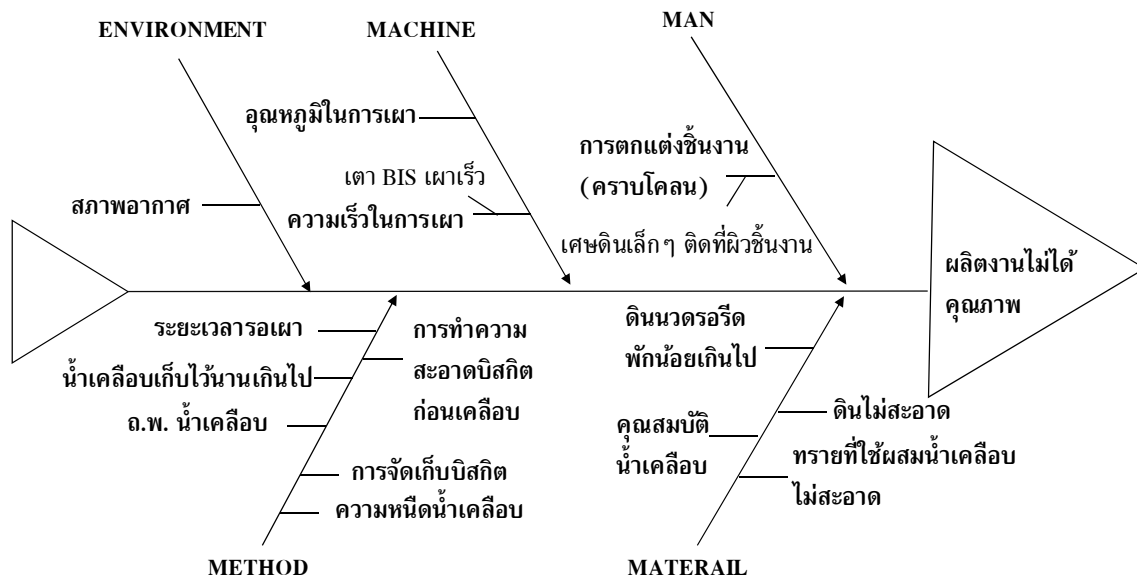 ENVIRONMENT
MACHINE
MAN
อุณหภูมิในการเผา
เตา BIS เผาเร็ว
ความเร็วในการเผา
สภาพอากาศ
การตกแต่งชิ้นงาน
(คราบโคลน)
เศษดินเล็กๆ ติดที่ผิวชิ้นงาน
ผลิตงานไม่ได้
คุณภาพ
ระยะเวลารอเผา
น้ำเคลือบเก็บไว้นานเกินไป
ถ.พ. น้ำเคลือบ
การทำความ
สะอาดบิสกิต
ก่อนเคลือบ
การจัดเก็บบิสกิต
ความหนืดน้ำเคลือบ
ดินนวดรอรีด
พักน้อยเกินไป
คุณสมบัติ
น้ำเคลือบ
ดินไม่สะอาด
ทรายที่ใช้ผสมน้ำเคลือบ
ไม่สะอาด
METHOD
MATERAIL